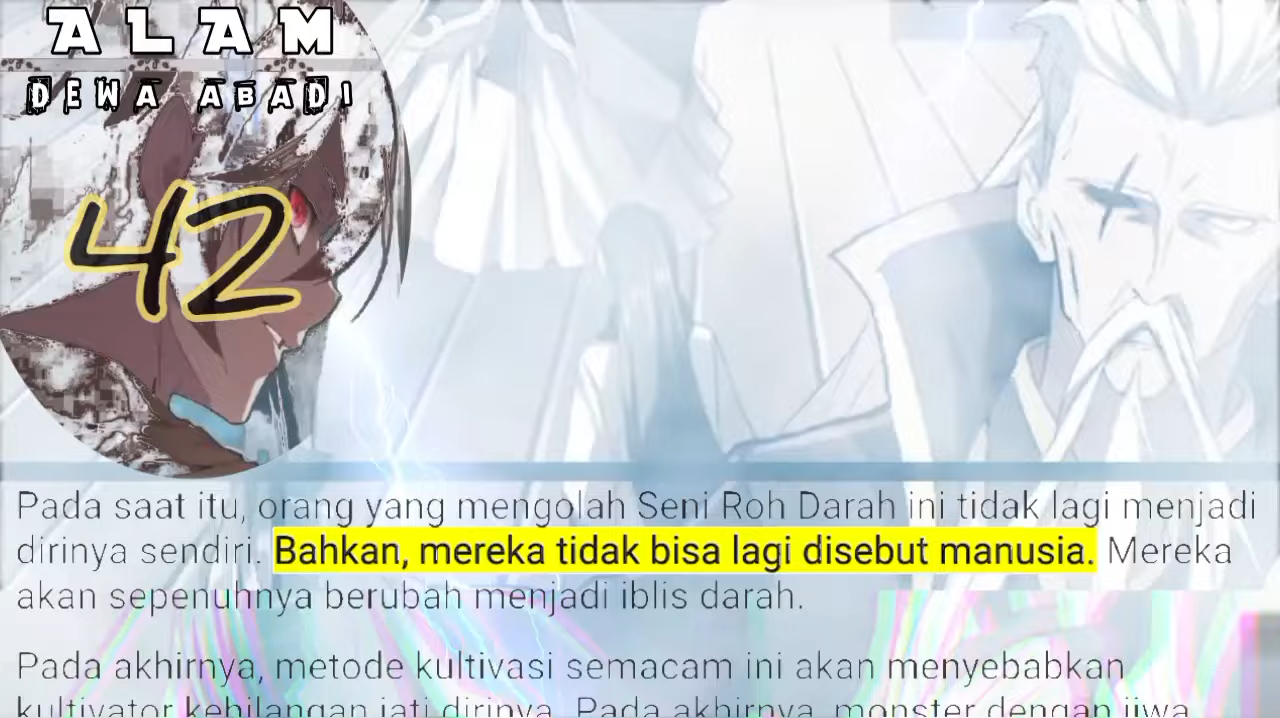 ALAM
DEWA ABADI
42
Pada saat itu, orang yang mengolah Seni Roh Darah ini tidak lagi menjadi
dirinya sendiri. Bahkan, mereka tidak bisa lagi disebut manusia. Mereka
akan sepenuhnya berubah menjadi iblis darah.
Pada akhirnya, metode kultivasi semacam ini akan menyebabkan
kultivator kehilangan jati dirinya. Pada akhirnya, monster dengan jiwa